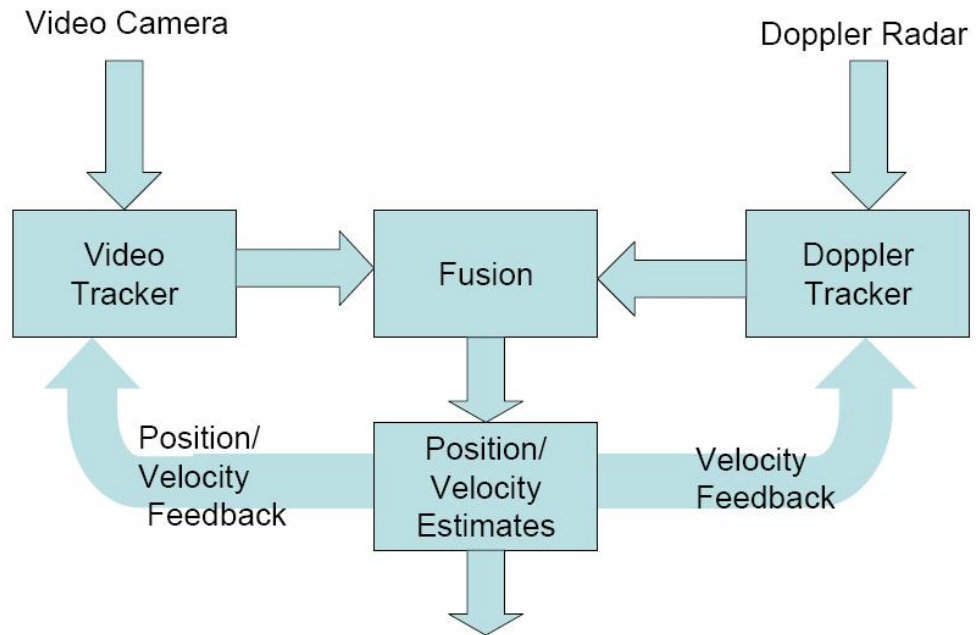 Video Camera
Doppler Radar
Video
Tracker
Fusion
Doppler
Tracker
Position/
Velocity
Feedback
Position/
Velocity
Estimates
Velocity
Feedback